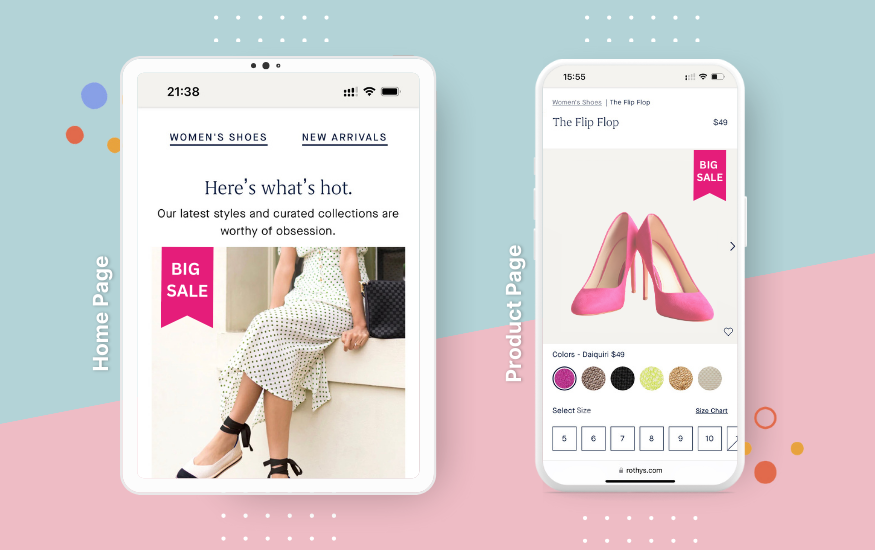 Home Page
21:38
WOMEN'S SHOES
NEW ARRIVALS
Here's what's hot.
Our latest styles and curated collections are
worthy of obsession.
BIG
SALE
Product Page
15:55
Women's Shoes | The Flip Flop
The Flip Flop
$49
BIG
SALE
Colors - Daiquiri $49
Select Size
Size Chart
5 6 7 8 9 10
rothys.com